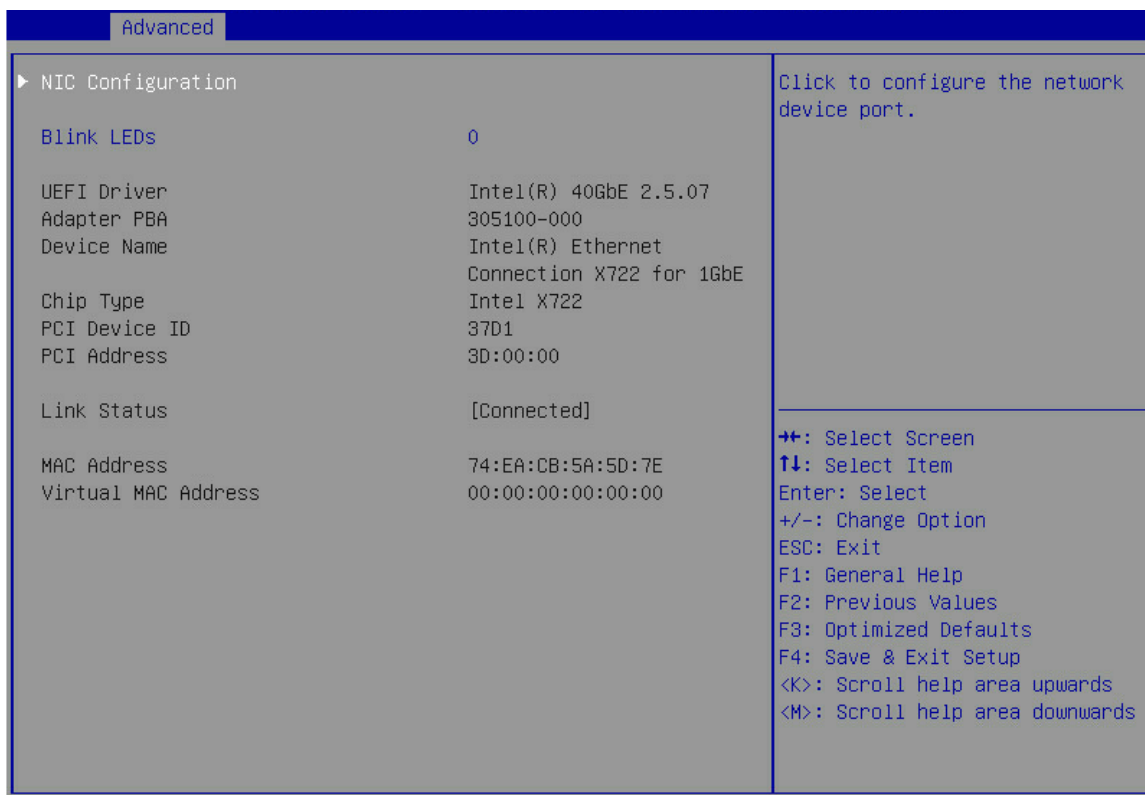 Advanced
NIC Configuration
Blink LEDs 0
UEFI Driver Intel(R) 40GbE 2.5.07
Adapter PBA 305100-000
Device Name Intel(R) Ethernet
Connection X722 for 1GbE
Chip Type Intel X722
PCI Device ID 37D1
PCI Address 3D:00:00
Link Status [Connected]
MAC Address 74:EA:CB:5A:5D:7E
Virtual MAC Address 00:00:00:00:00:00
Click to configure the network
device port.
→←: Select Screen
↑↓: Select Item
Enter: Select
+/-: Change Option
ESC: Exit
F1: General Help
F2: Previous Values
F3: Optimized Defaults
F4: Save & Exit Setup
<K>: Scroll help area upwards
<M>: Scroll help area downwards